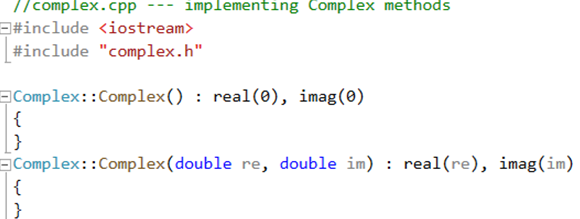 //complex.cpp --- implementing Complex methods
#include <iostream>
#include "complex.h"
Complex::Complex() : real(0), imag(0)
{
}
Complex::Complex(double re, double im) : real(re), imag(im)
{
}